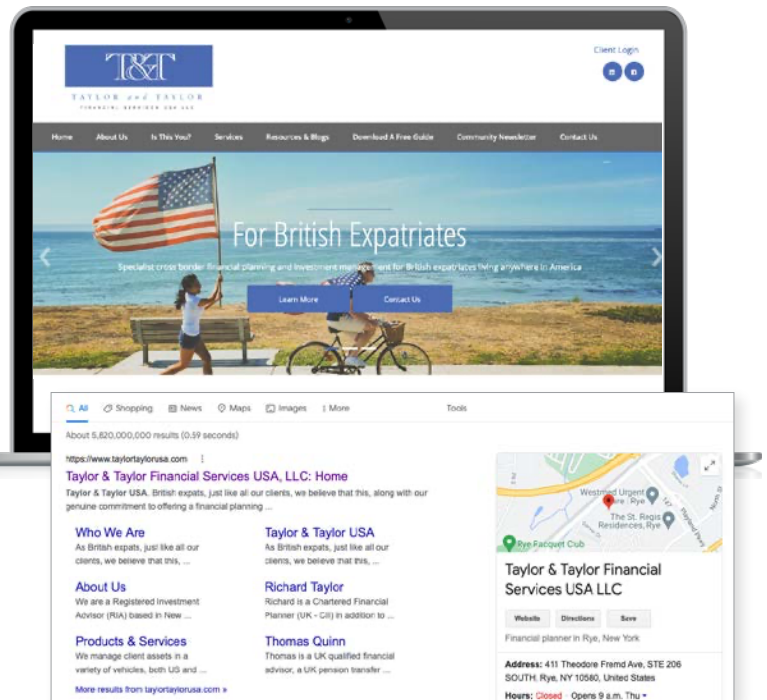 T&T
TAYLOR and TAYLOR
FINANCIAL SERVICES USA LLC
Client Login
Home About Us Is This You? Services Resources & Blogs Download A Free Guide Community Newsletter Contact Us
For British Expatriates
Specialist cross border financial planning and investment management for British expatriates living anywhere in America
Learn More Contact Us
All Shopping News Maps Images More Tools
About 5,820,000,000 results (0.59 seconds)
https://www.taylortaylorusa.com
Taylor & Taylor Financial Services USA, LLC: Home
Taylor & Taylor USA. British expats, just like all our clients, we believe that this, along with our
genuine commitment to offering a financial planning ...
Who We Are
As British expats, just like all our
clients, we believe that this, ...
Taylor & Taylor USA
As British expats, just like all our
clients, we believe that this, ...
About Us
We are a Registered Investment
Advisor (RIA) based in New ...
Richard Taylor
Richard is a Chartered Financial
Planner (UK - CII) in addition to ...
Products & Services
We manage client assets in a
variety of vehicles, both US and ...
Thomas Quinn
Thomas is a UK qualified financial
advisor, a UK pension transfer ...
More results from taylortaylorusa.com »
Westmed Urgent
Care - Rye
The St. Regis
Residences, Rye
Rye Racquet Club
Playland Pkwy
North St
Taylor & Taylor Financial
Services USA LLC
Website Directions Save
Financial planner in Rye, New York
Address: 411 Theodore Fremd Ave, STE 206
SOUTH, Rye, NY 10580, United States
Hours: Closed · Opens 9 a.m. Thu